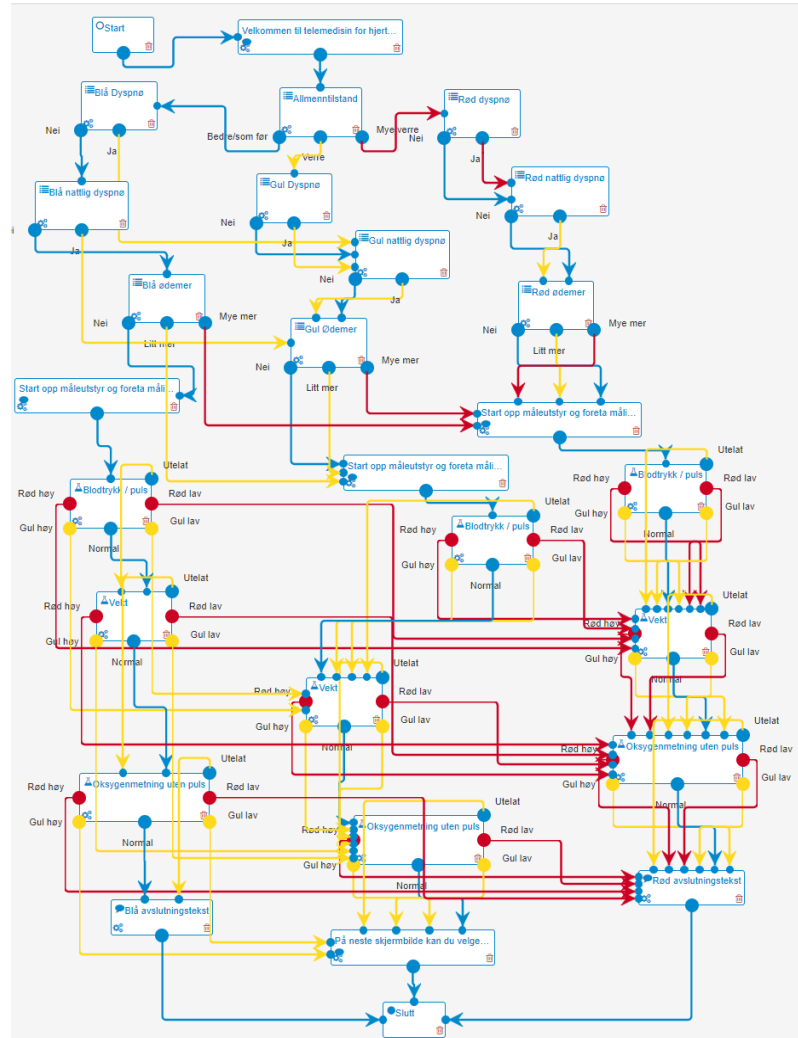 Start
Velkommen til telemedisin for hjert...
Blå Dyspnø
Allmenntilstand
Rød dyspnø
Nei
Ja
Bedre/som før
Verre
Mye verre
Nei
Ja
Blå nattlig dyspnø
Gul Dyspnø
Rød nattlig dyspnø
Nei
Ja
Nei
Ja
ei
Ja
Gul nattlig dyspnø
Nei
Ja
Blå ødemer
Rød ødemer
Nei
Litt mer
Mye mer
Gul Ødemer
Nei
Litt mer
Mye mer
Nei
Litt mer
Mye mer
Start opp måleutstyr og foreta måli...
Start opp måleutstyr og foreta måli...
Start opp måleutstyr og foreta måli...
Utelat
Blodtrykk / puls
Rød høy
Rød lav
Gul høy
Gul lav
Normal
Utelat
Blodtrykk / puls
Rød høy
Rød lav
Gul høy
Gul lav
Normal
Utelat
Blodtrykk / puls
Rød høy
Rød lav
Gul høy
Gul lav
Normal
Utelat
Vekt
Rød høy
Rød lav
Gul høy
Gul lav
Normal
Utelat
Vekt
Rød høy
Rød lav
Gul høy
Gul lav
Normal
Utelat
Vekt
Rød høy
Rød lav
Gul høy
Gul lav
Normal
Utelat
Oksygenmetning uten puls
Rød høy
Rød lav
Gul høy
Gul lav
Normal
Utelat
Oksygenmetning uten puls
Rød høy
Rød lav
Gul høy
Gul lav
Normal
Utelat
Oksygenmetning uten puls
Rød høy
Rød lav
Gul høy
Gul lav
Normal
Blå avslutningstekst
Rød avslutningstekst
På neste skjermbilde kan du velge...
Slutt